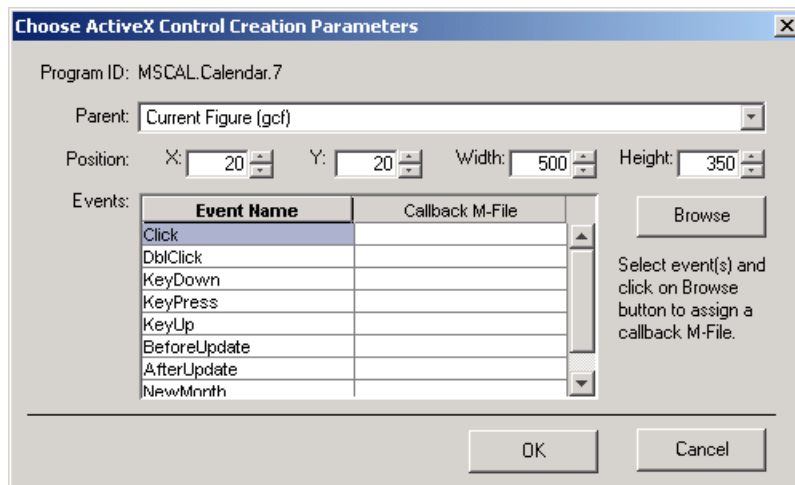 Choose ActiveX Control Creation Parameters
Program ID: MSCAL.Calendar.7
Parent: Current Figure (gcf)
Position: X: 20 Y: 20 Width: 500 Height: 350
Events:
Event Name Callback M-File
Click
DblClick
KeyDown
KeyPress
KeyUp
BeforeUpdate
AfterUpdate
NewMonth
Browse
Select event(s) and
click on Browse
button to assign a
callback M-File.
OK Cancel